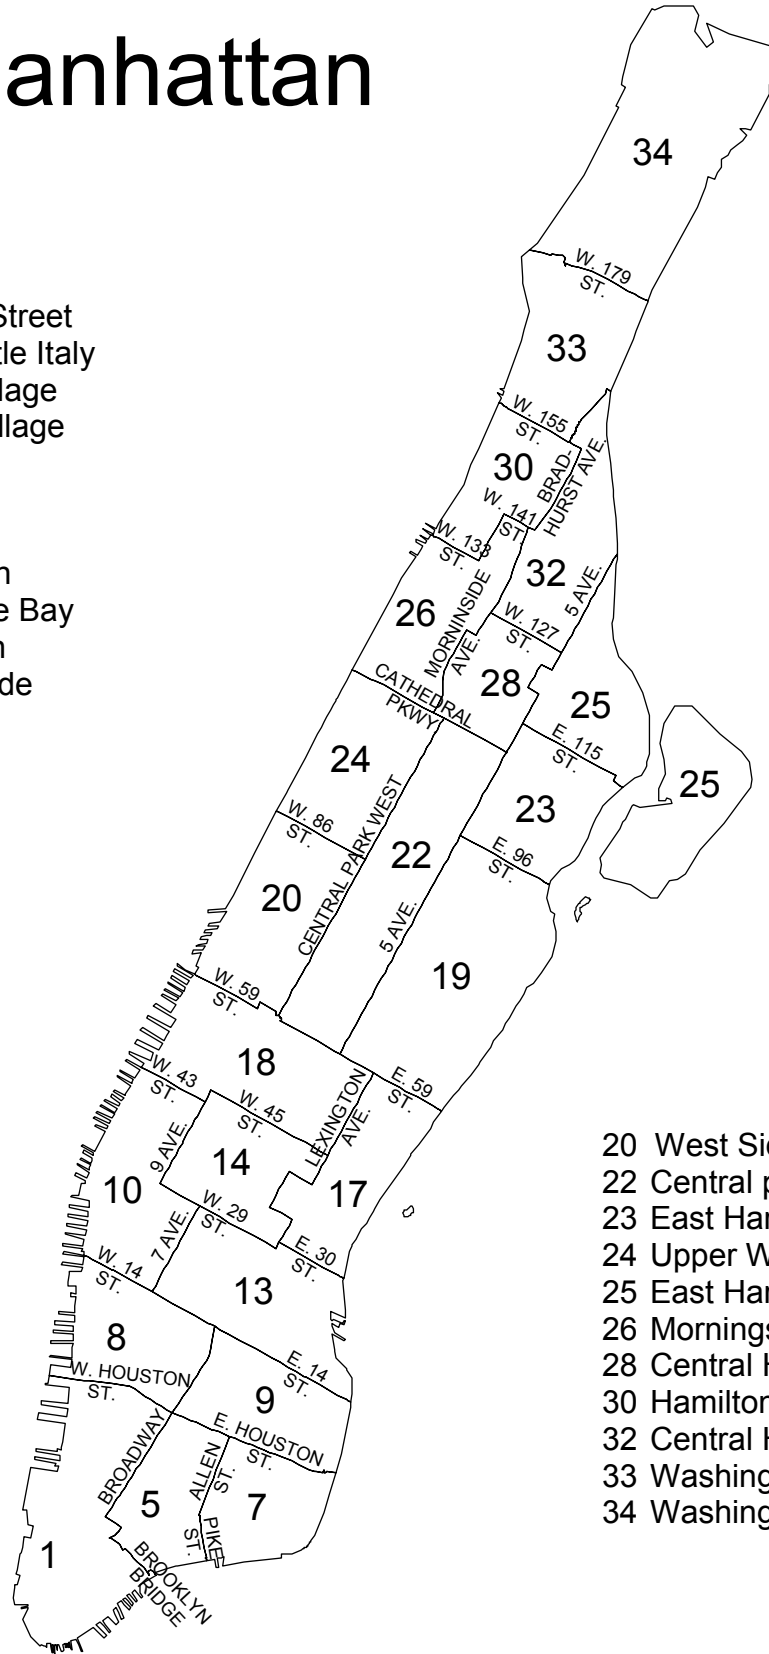 anhattan
Street
tle Italy
lage
llage
n
e Bay
n
de
34
W. 179
ST.
33
W. 155
ST.
30
BRAD-
HURST AVE.
W. 141
ST.
W. 133
ST.
32
5 AVE.
26
MORNINSIDE
AVE.
W. 127
ST.
28
CATHEDRAL
PKWY
25
E. 115
ST.
25
24
W. 86
ST.
CENTRAL PARK WEST
22
23
E. 96
ST.
20
5 AVE.
19
W. 59
ST.
18
E. 59
ST.
W. 43
ST.
W. 45
ST.
LEXINGTON
AVE.
9 AVE.
14
10
17
W. 29
ST.
7 AVE.
E. 30
ST.
W. 14
ST.
13
8
E. 14
ST.
W. HOUSTON
ST.
9
E. HOUSTON
ST.
BROADWAY
ALLEN
ST.
5
7
PIKE
ST.
1
BROOKLYN
BRIDGE
20 West Sid
22 Central p
23 East Har
24 Upper W
25 East Har
26 Mornings
28 Central H
30 Hamilton
32 Central H
33 Washing
34 Washing